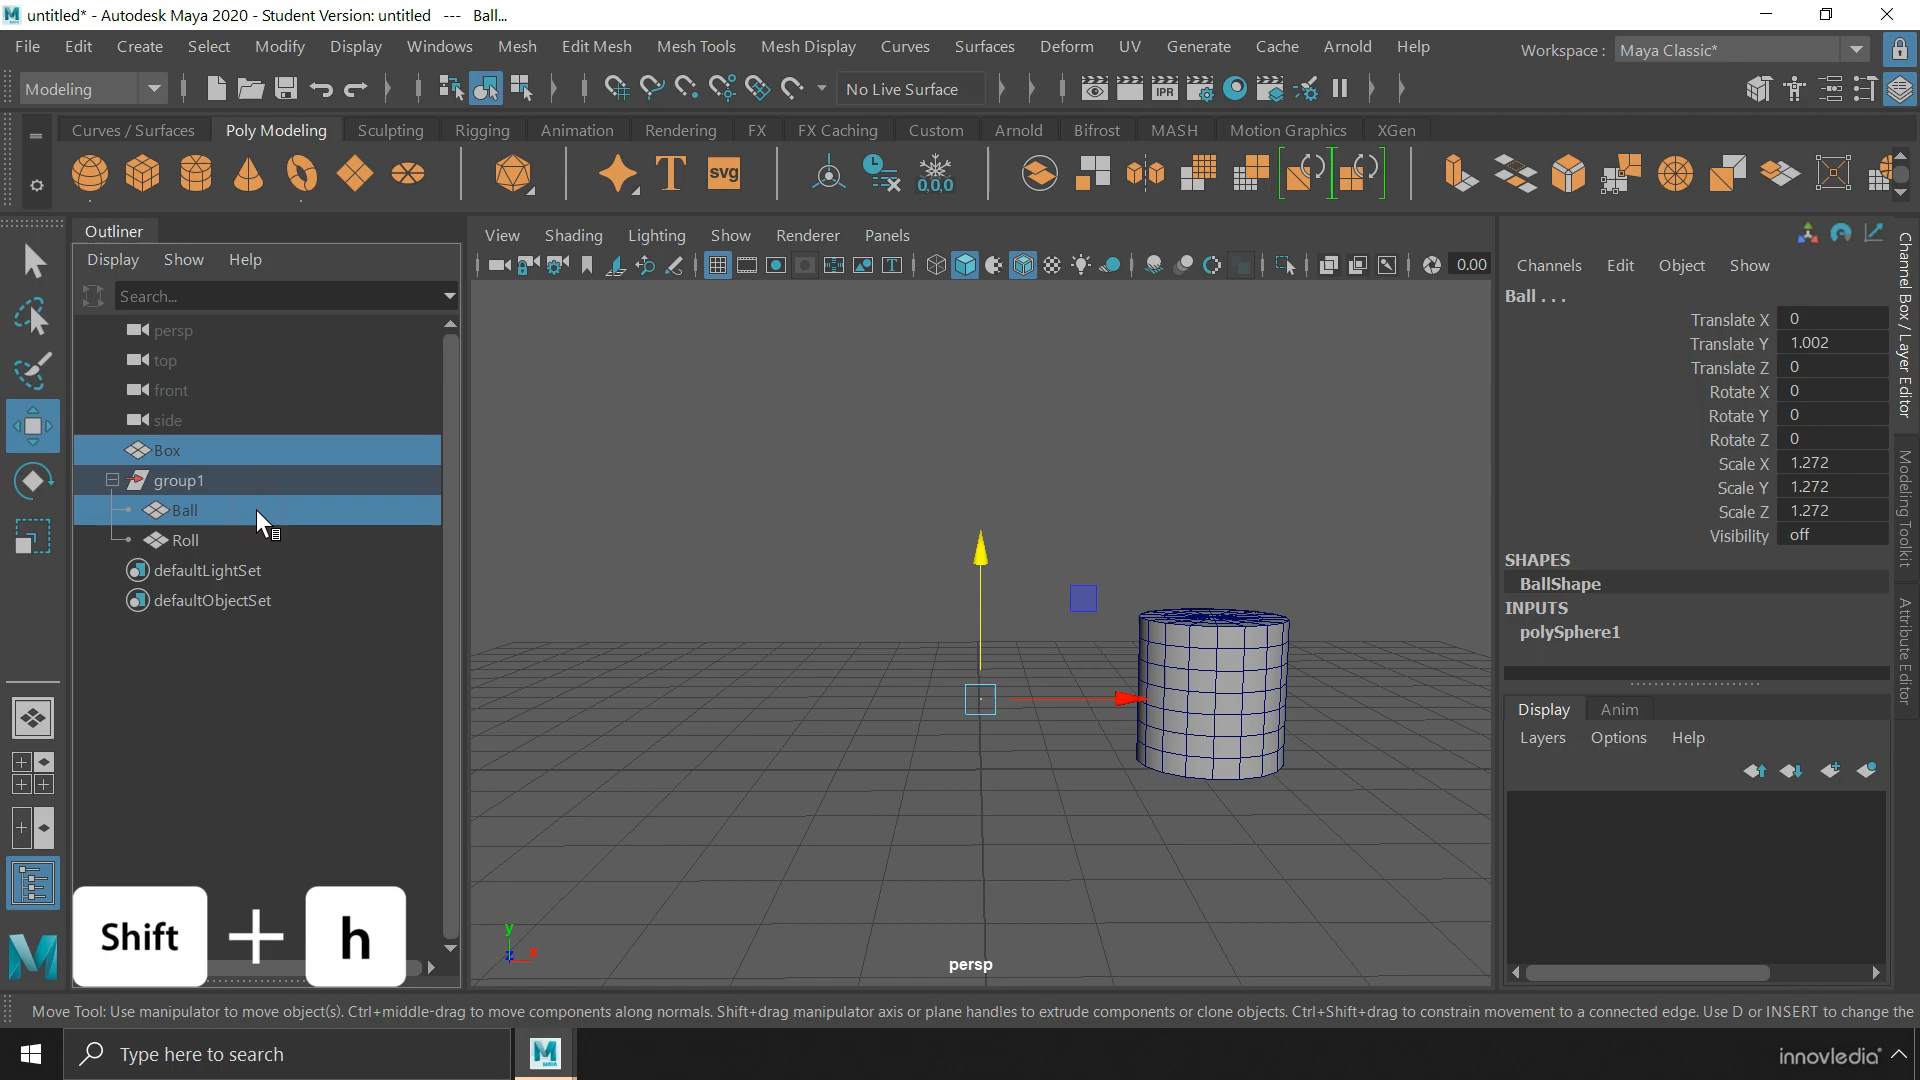 untitled* - Autodesk Maya 2020 - Student Version: untitled --- Ball...
File Edit Create Select Modify Display Windows Mesh Edit Mesh Mesh Tools Mesh Display Curves Surfaces Deform UV Generate Cache Arnold Help
Workspace : Maya Classic*
Modeling
No Live Surface
IPR
Curves / Surfaces Poly Modeling Sculpting Rigging Animation Rendering FX FX Caching Custom Arnold Bifrost MASH Motion Graphics XGen
T
svg
0,0,0
Outliner
Display Show Help
Search...
persp
top
front
side
Box
group1
Ball
Roll
defaultLightSet
defaultObjectSet
View Shading Lighting Show Renderer Panels
0.00
y
z
x
persp
Channels Edit Object Show
Ball . . .
Translate X 0
Translate Y 1.002
Translate Z 0
Rotate X 0
Rotate Y 0
Rotate Z 0
Scale X 1.272
Scale Y 1.272
Scale Z 1.272
Visibility off
SHAPES
BallShape
INPUTS
polySphere1
Display Anim
Layers Options Help
Channel Box / Layer Editor
Modeling Toolkit
Attribute Editor
Shift + h
M
Move Tool: Use manipulator to move object(s). Ctrl+middle-drag to move components along normals. Shift+drag manipulator axis or plane handles to extrude components or clone objects. Ctrl+Shift+drag to constrain movement to a connected edge. Use D or INSERT to change the
Type here to search
innovledia